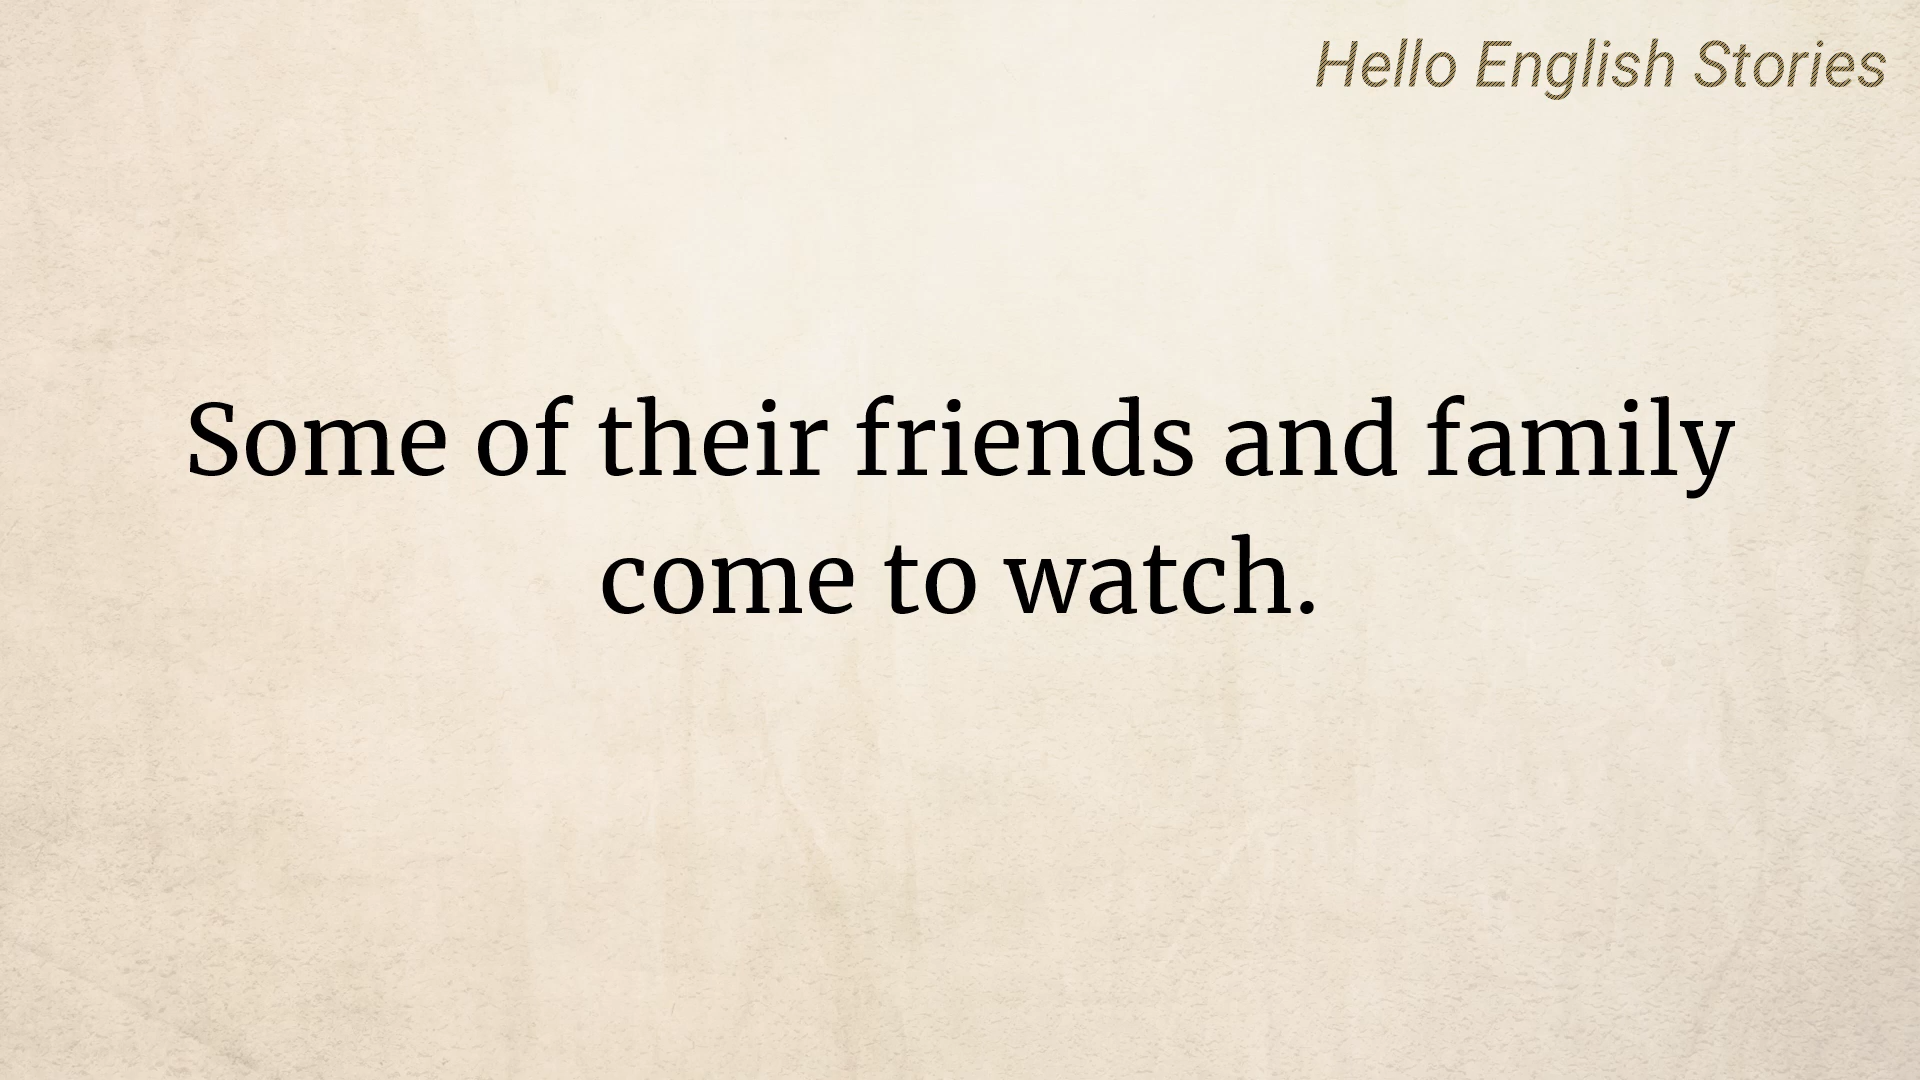 Hello English Stories
Some of their friends and family
come to watch.